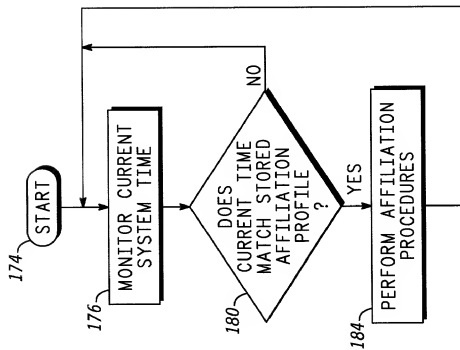 174
START
176
MONITOR CURRENT
SYSTEM TIME
180
DOES
CURRENT TIME
MATCH STORED
AFFILIATION
PROFILE
?
NO
YES
184
PERFORM AFFILIATION
PROCEDURES